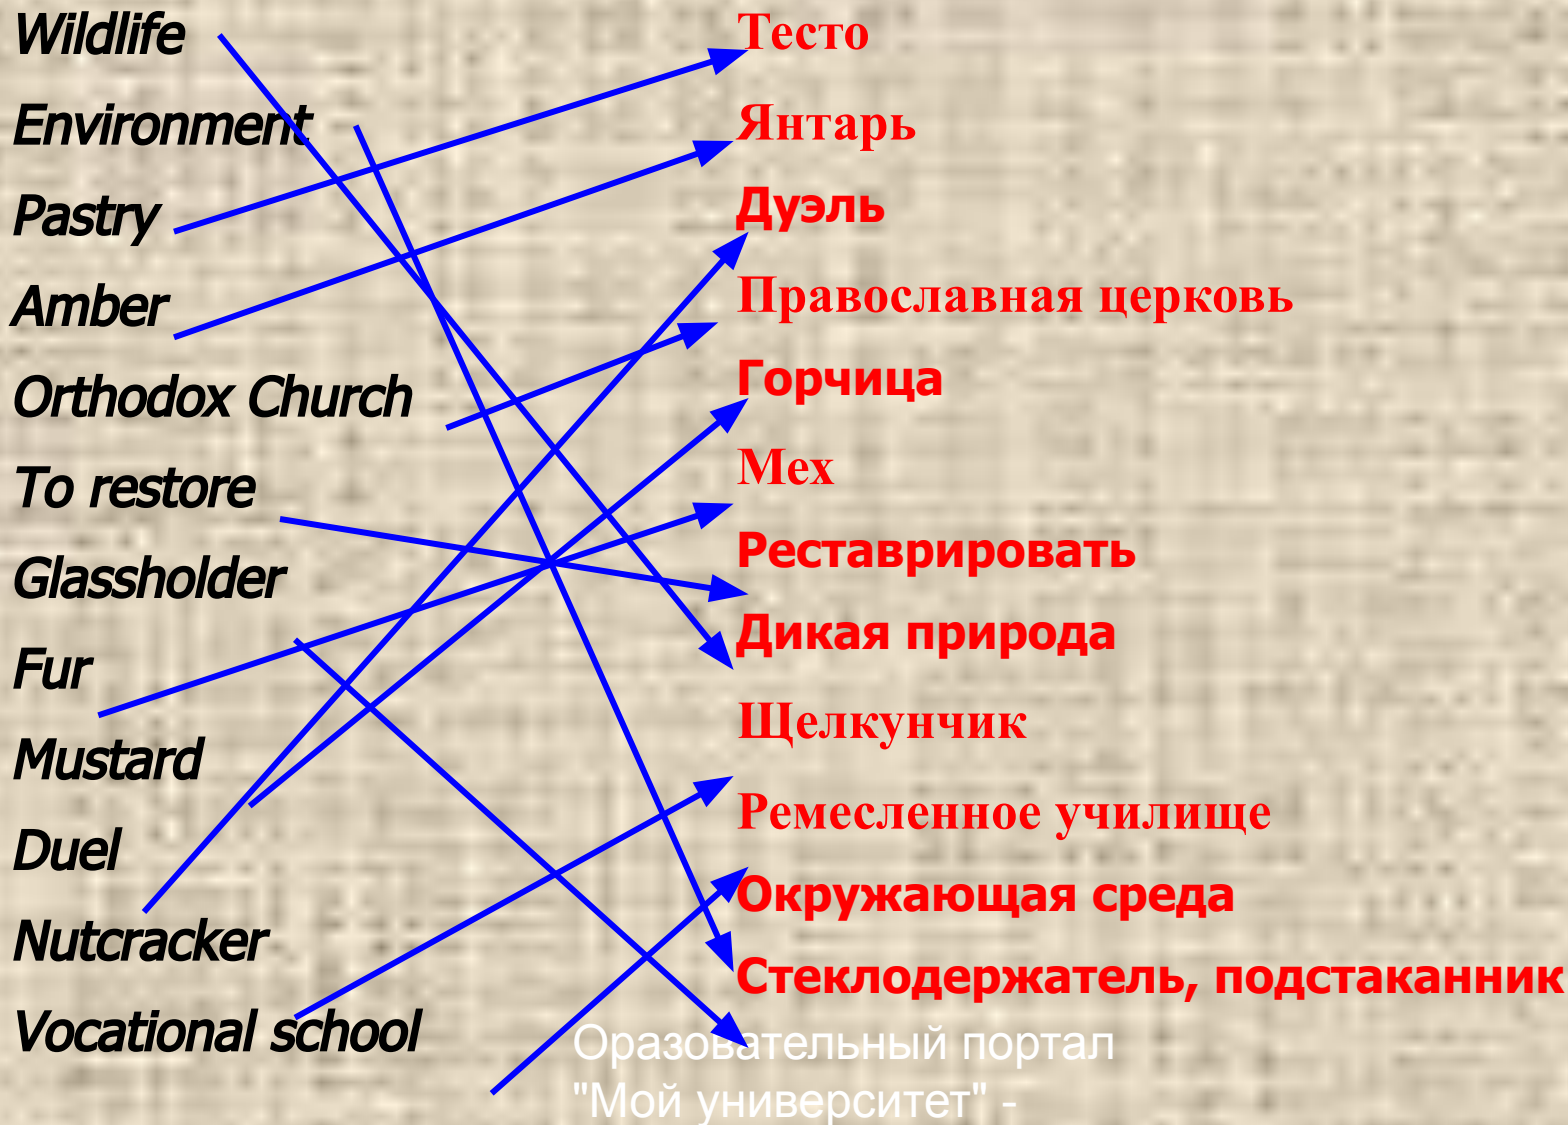 Wildlife
Environment
Pastry
Amber
Orthodox Church
To restore
Glassholder
Fur
Mustard
Duel
Nutcracker
Vocational school
Тесто
Янтарь
Дуэль
Православная церковь
Горчица
Мех
Реставрировать
Дикая природа
Щелкунчик
Ремесленное училище
Окружающая среда
Стеклодержатель, подстаканник
Оразовательный портал
"Мой университет" -